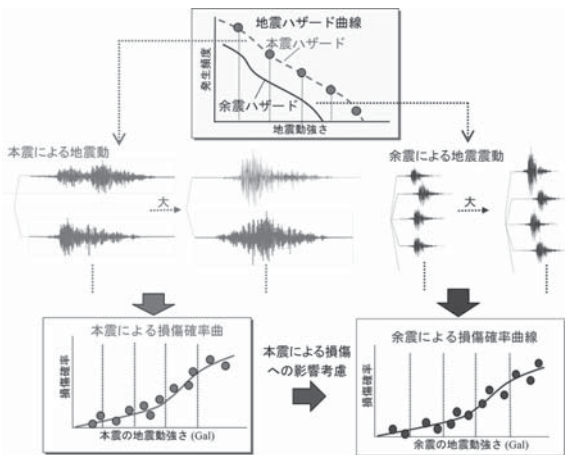 地震ハザード曲線
本震ハザード
余震ハザード
発生頻度
地震動強さ
本震による地震動
大
余震による地震震動
大
本震による損傷確率曲
損傷確率
本震の地震動強さ (Gal)
本震による損傷
への影響考慮
余震による損傷確率曲線
損傷確率
余震の地震動強さ (Gal)